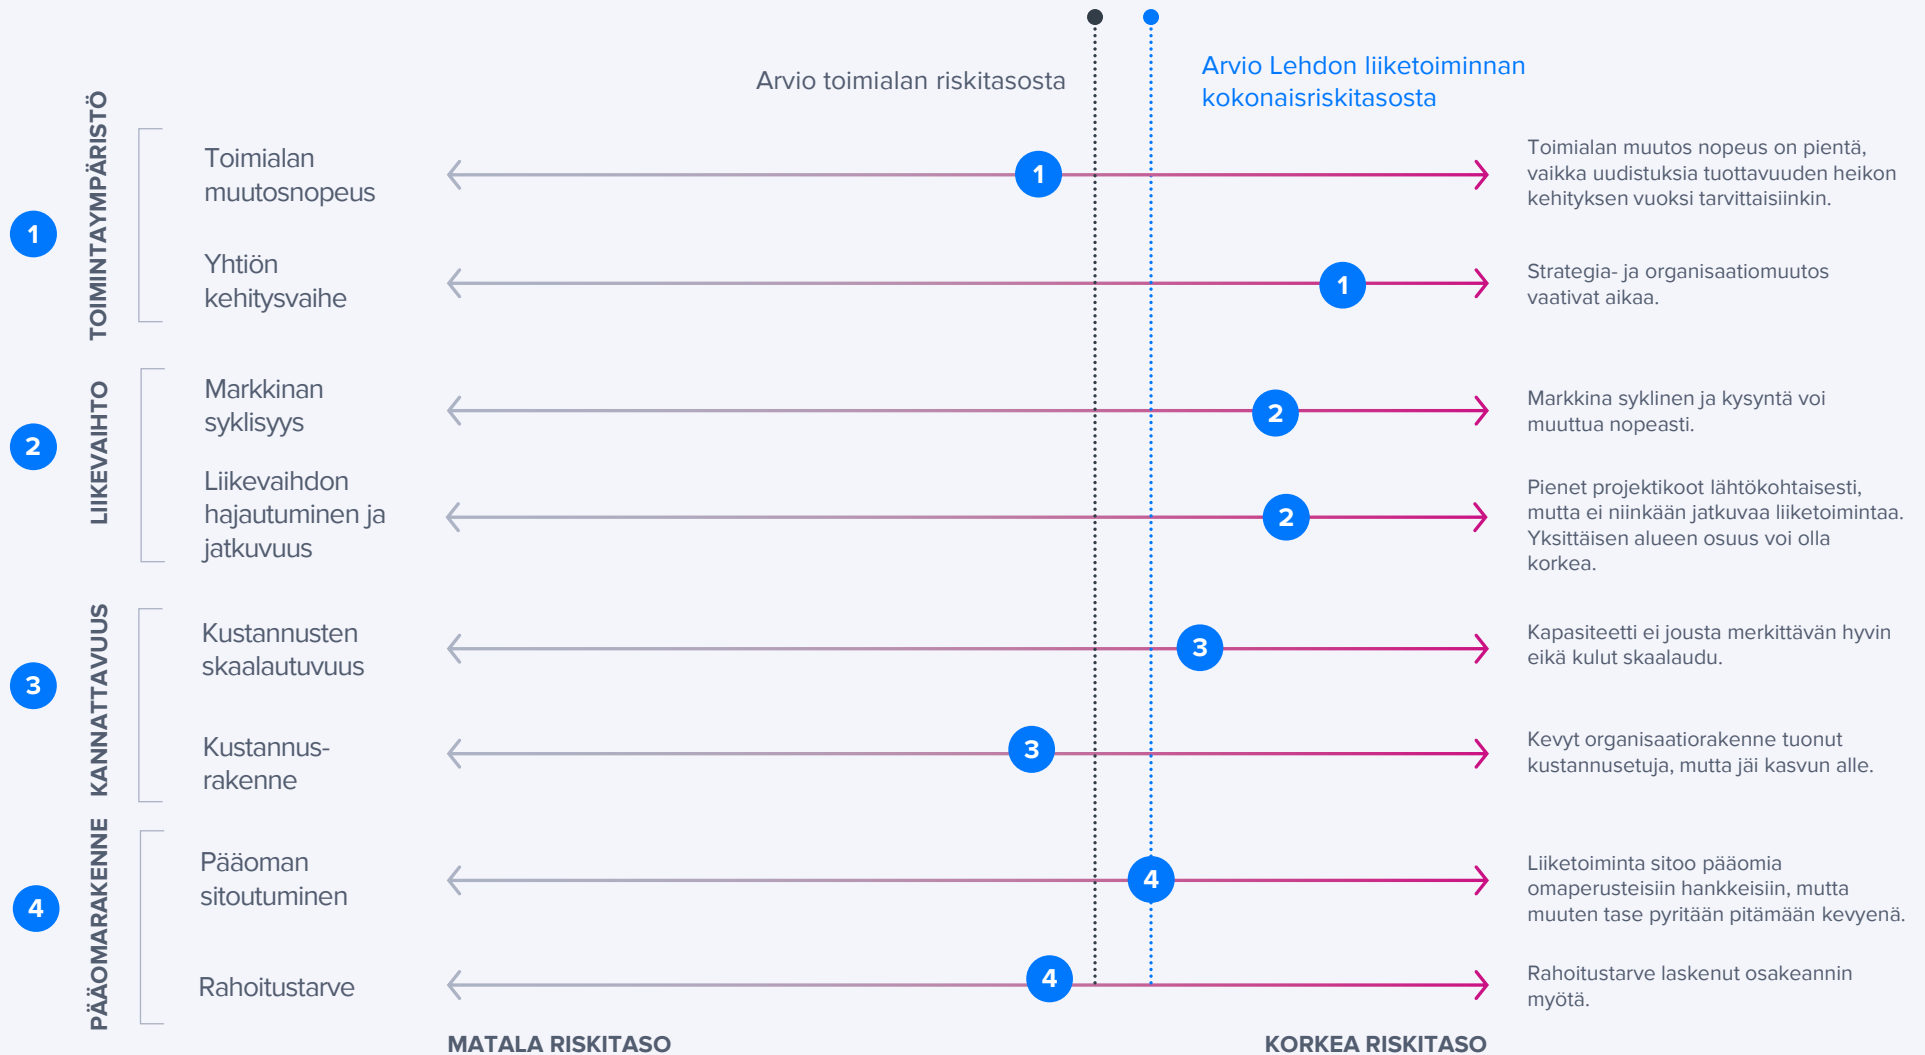 Arvio toimialan riskitasosta
Arvio Lehdon liiketoiminnan
kokonaisriskitasosta
1
TOIMINTAYMPÄRISTÖ
Toimialan
muutosnopeus
1
Toimialan muutos nopeus on pientä,
vaikka uudistuksia tuottavuuden heikon
kehityksen vuoksi tarvittaisiinkin.
Yhtiön
kehitysvaihe
1
Strategia- ja organisaatiomuutos
vaativat aikaa.
2
LIIKEVAIHTO
Markkinan
syklisyys
2
Markkina syklinen ja kysyntä voi
muuttua nopeasti.
Liikevaihdon
hajautuminen ja
jatkuvuus
2
Pienet projektikoot lähtökohtaisesti,
mutta ei niinkään jatkuvaa liiketoimintaa.
Yksittäisen alueen osuus voi olla
korkea.
3
KANNATTAVUUS
Kustannusten
skaalautuvuus
3
Kapasiteetti ei jousta merkittävän hyvin
eikä kulut skaalaudu.
Kustannus-
rakenne
3
Kevyt organisaatiorakenne tuonut
kustannusetuja, mutta jäi kasvun alle.
4
PÄÄOMARAKENNE
Pääoman
sitoutuminen
4
Liiketoiminta sitoo pääomia
omaperusteisiin hankkeisiin, mutta
muuten tase pyritään pitämään kevyenä.
Rahoitustarve
4
Rahoitustarve laskenut osakeannin
myötä.
MATALA RISKITASO
KORKEA RISKITASO